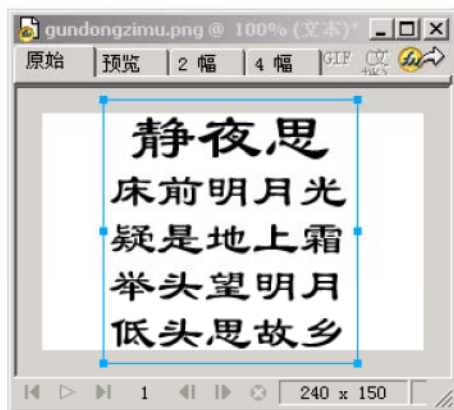 gundongzimu.png @ 100% (文本)*
原始 预览 2 幅 4 幅 GIF
静夜思
床前明月光
疑是地上霜
举头望明月
低头思故乡
1 240 x 150